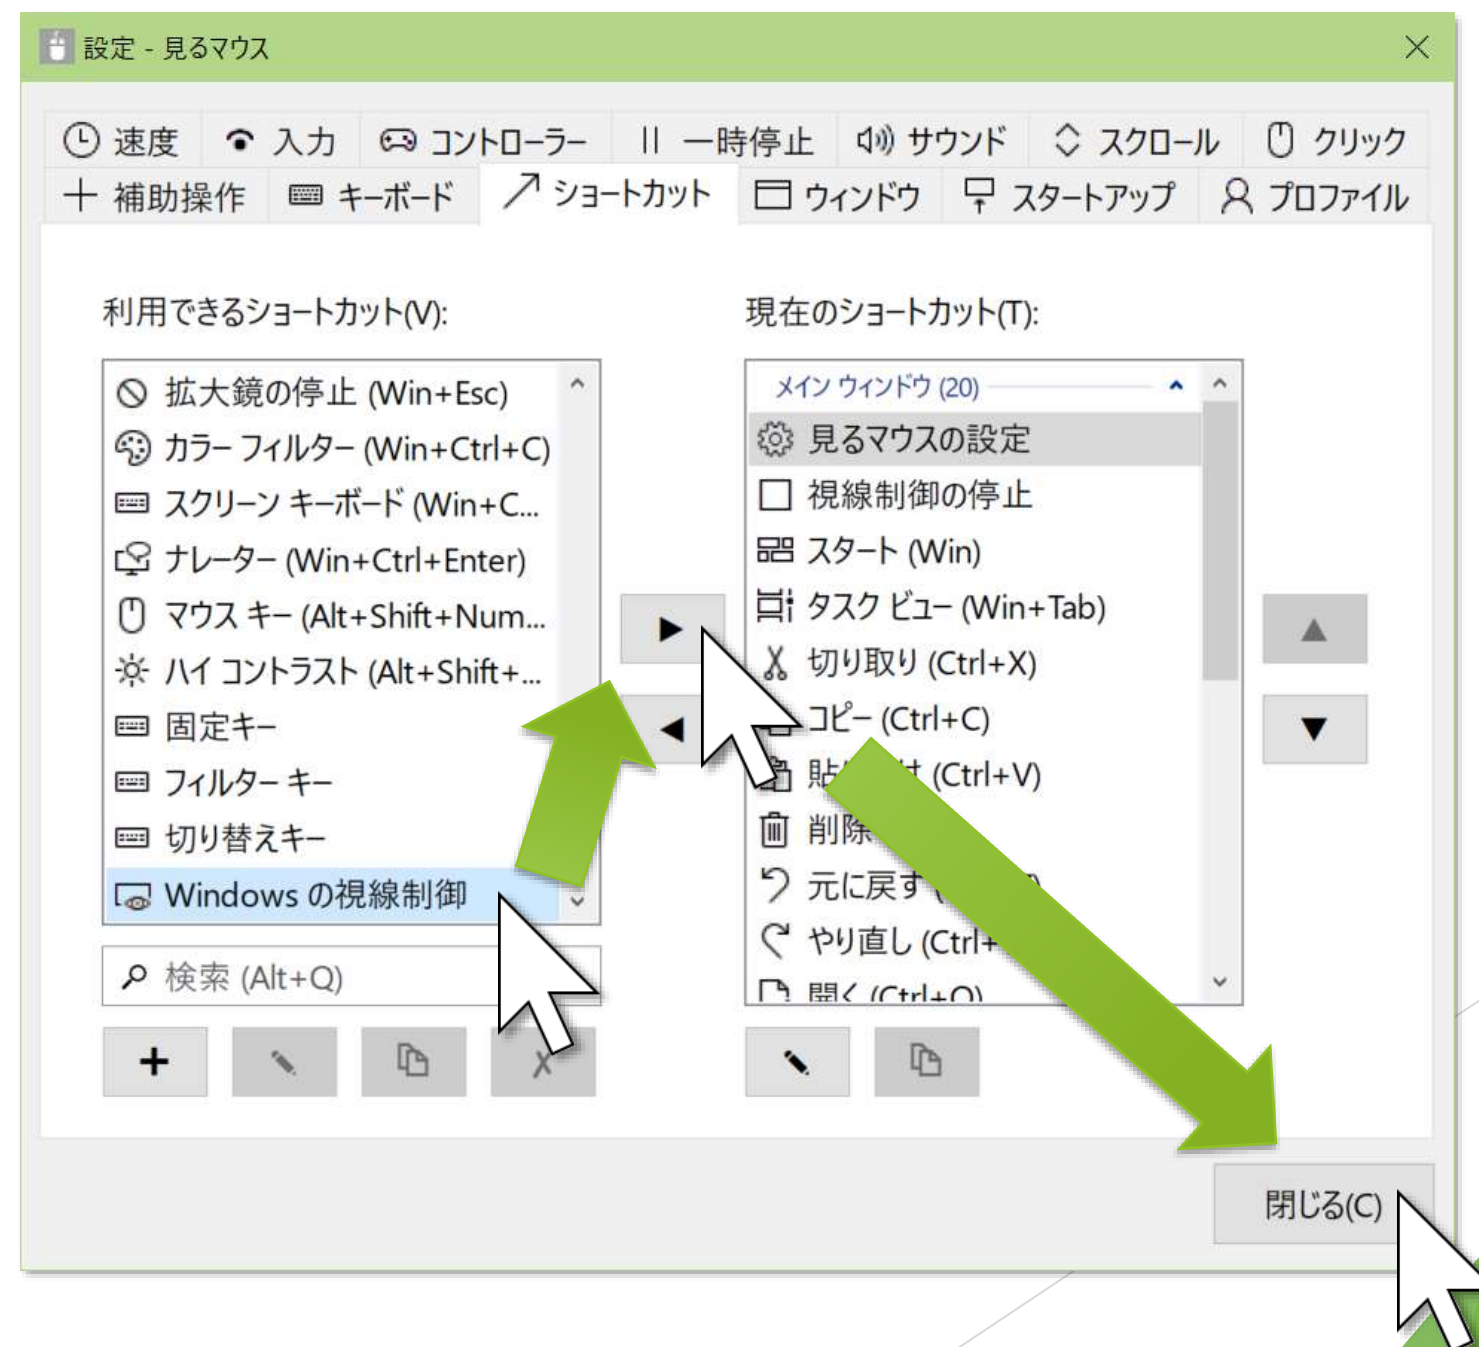 設定 - 見るマウス
速度 入力 コントローラー 一時停止 サウンド スクロール クリック
補助操作 キーボード ショートカット ウィンドウ スタートアップ プロファイル
利用できるショートカット(V):
拡大鏡の停止 (Win+Esc)
カラー フィルター (Win+Ctrl+C)
スクリーン キーボード (Win+C...
ナレーター (Win+Ctrl+Enter)
マウス キー (Alt+Shift+Num...
ハイ コントラスト (Alt+Shift+...
固定キー
フィルター キー
切り替えキー
Windows の視線制御
検索 (Alt+Q)
現在のショートカット(T):
メイン ウィンドウ (20)
見るマウスの設定
視線制御の停止
スタート (Win)
タスク ビュー (Win+Tab)
切り取り (Ctrl+X)
コピー (Ctrl+C)
(Ctrl+V)
削除
元に戻す
やり直し (Ctrl+
開く (Ctrl+O)
閉じる(C)